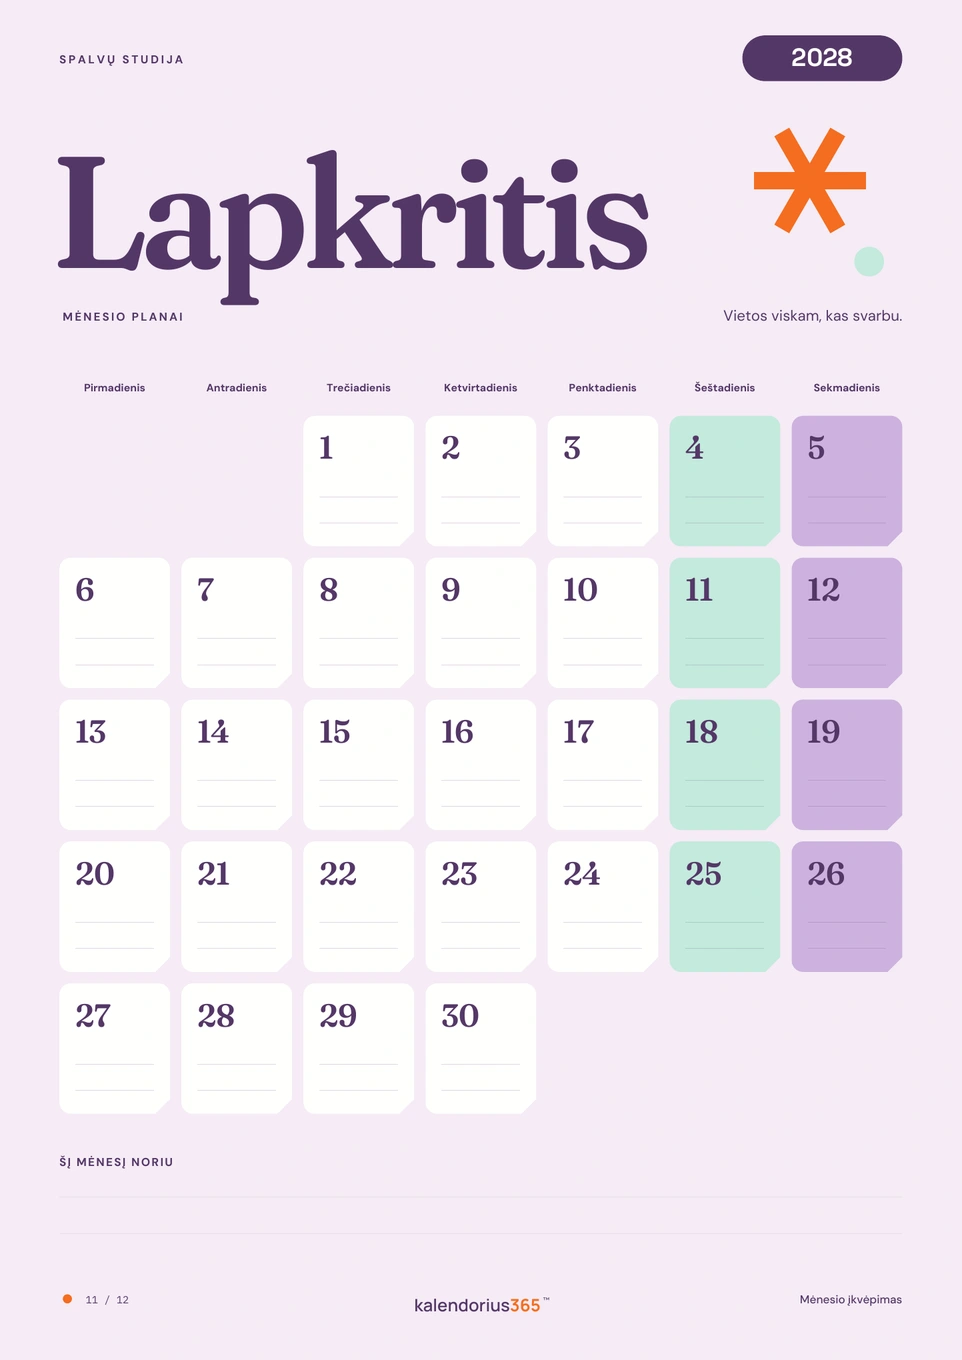 SPALVŲ STUDIJA
2028
Lapkritis
MĖNESIO PLANAI
Vietos viskam, kas svarbu.
Pirmadienis Antradienis Trečiadienis Ketvirtadienis Penktadienis Šeštadienis Sekmadienis
1 2 3 4 5
6 7 8 9 10 11 12
13 14 15 16 17 18 19
20 21 22 23 24 25 26
27 28 29 30
ŠĮ MĖNESĮ NORIU
11 / 12
kalendorius365™
Mėnesio įkvėpimas